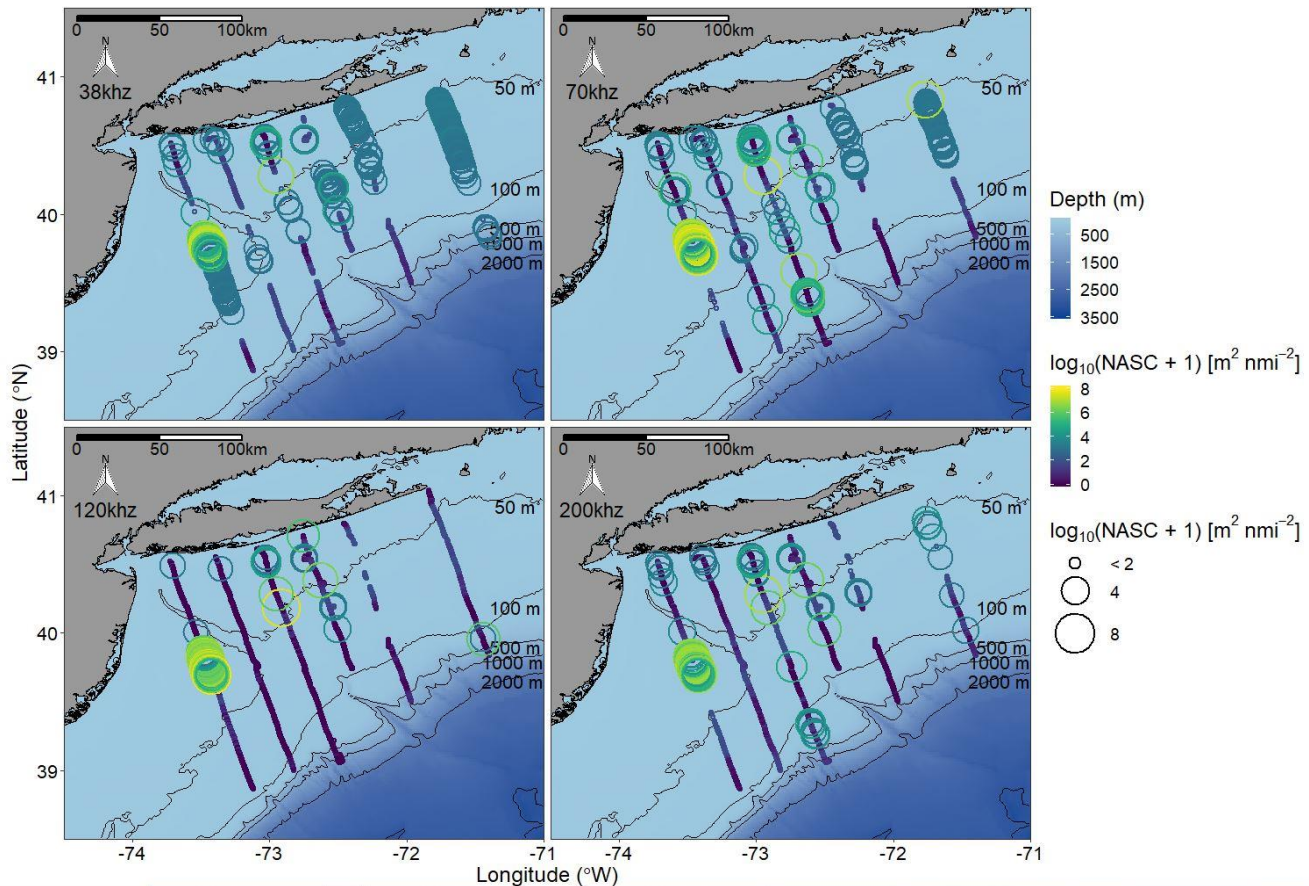 0 50 100km
N
38khz
41
40
39
50 m
100 m
500 m
1000 m
2000 m
0 50 100km
N
70khz
50 m
100 m
500 m
1000 m
2000 m
0 50 100km
N
120khz
41
40
39
50 m
100 m
500 m
1000 m
2000 m
-74 -73 -72 -71
0 50 100km
N
200khz
50 m
100 m
500 m
1000 m
2000 m
-74 -73 -72 -71
Latitude (°N)
Longitude (°W)
Depth (m)
500
1500
2500
3500
log₁₀(NASC + 1) [m² nmi⁻²]
8
6
4
2
0
log₁₀(NASC + 1) [m² nmi⁻²]
< 2
4
8